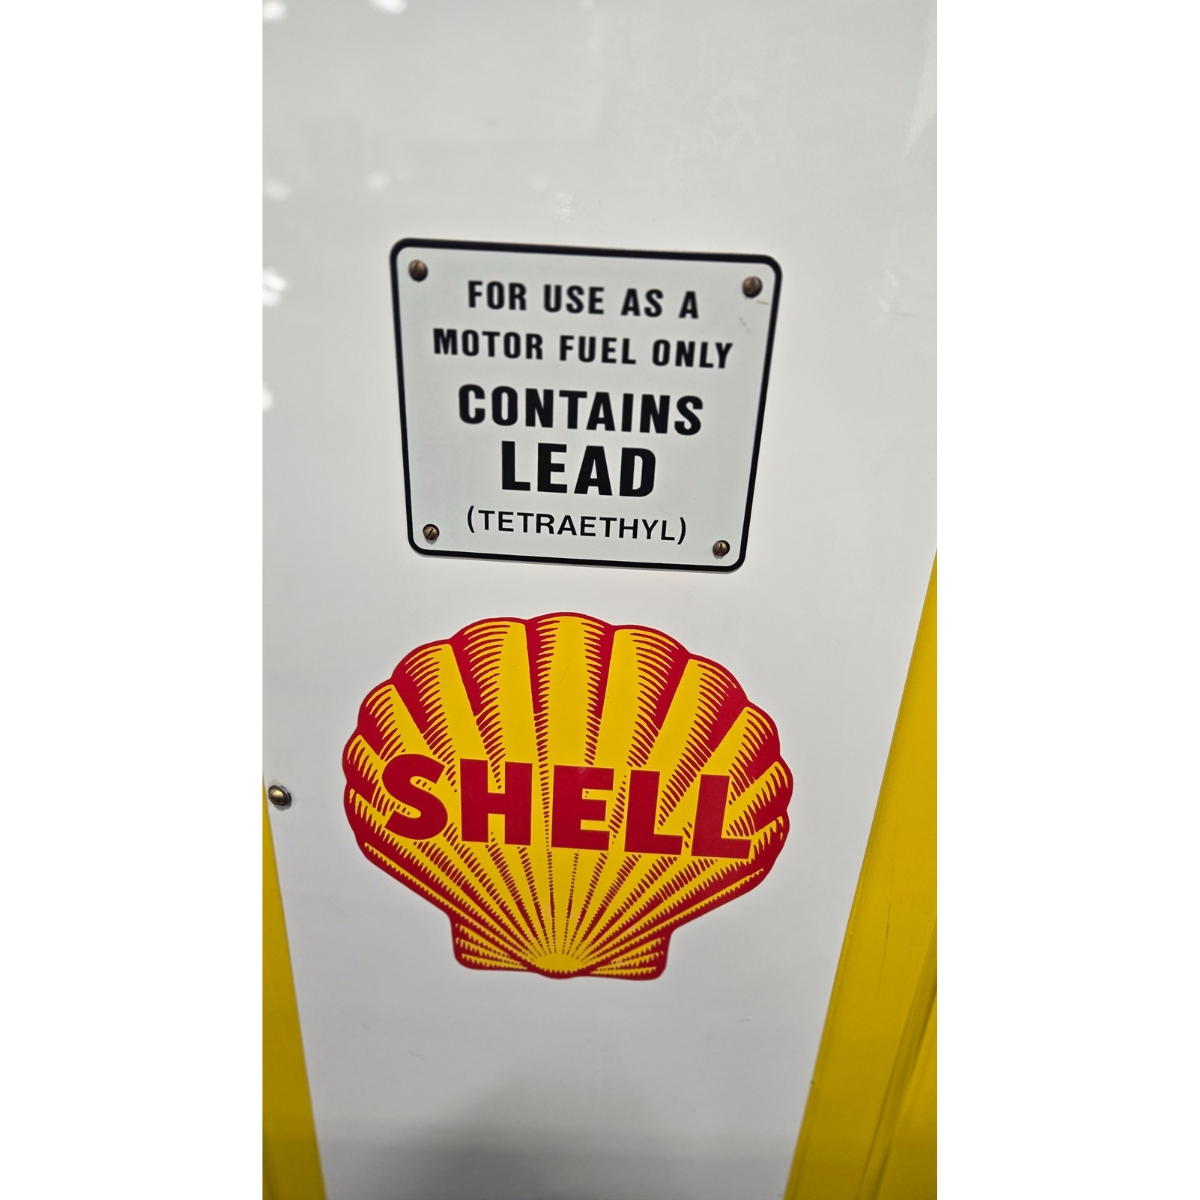 FOR USE AS A
MOTOR FUEL ONLY
CONTAINS
LEAD
(TETRAETHYL)
SHELL